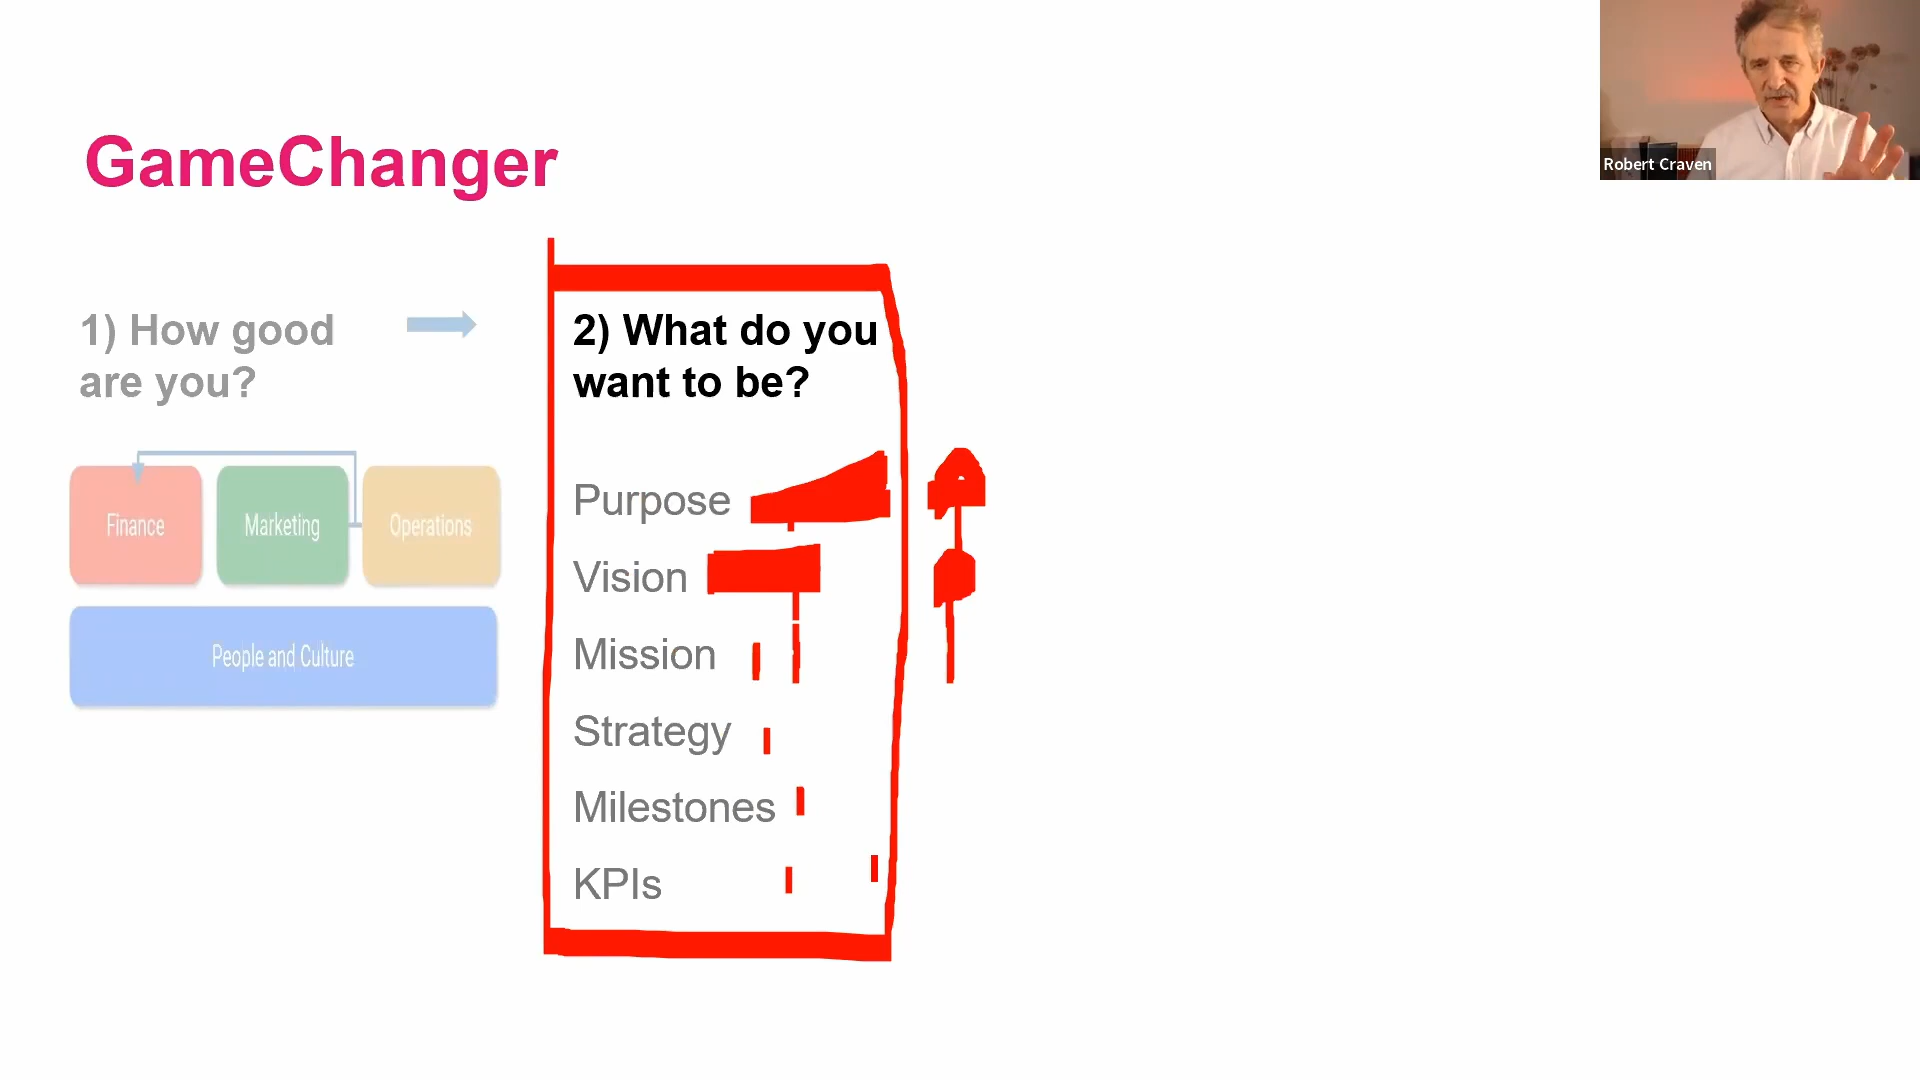 GameChanger
Robert Craven
1) How good
are you?
Finance
Marketing
Operations
People and Culture
2) What do you
want to be?
Purpose
Vision
Mission
Strategy
Milestones
KPIs